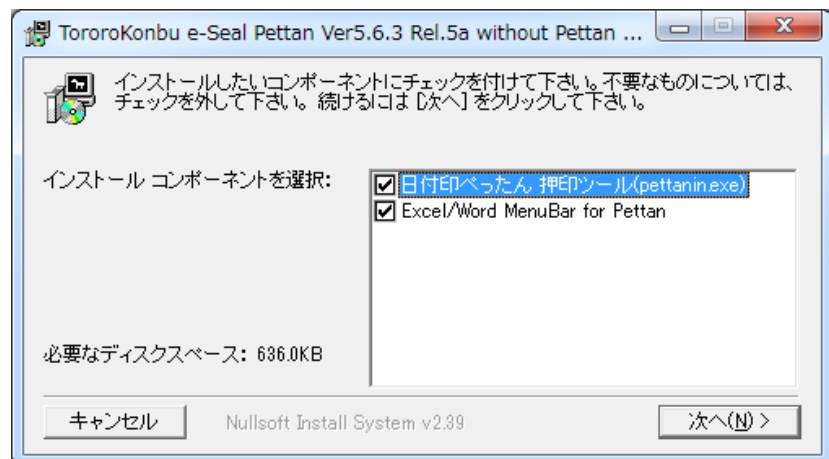 TororoKonbu e-Seal Pettan Ver5.6.3 Rel.5a without Pettan ...
インストールしたいコンポーネントにチェックを付けて下さい。不要なものについては、
チェックを外して下さい。続けるには [次へ] をクリックして下さい。
インストール コンポーネントを選択:
日付印ぺったん 押印ツール(pettanin.exe)
Excel/Word MenuBar for Pettan
必要なディスクスペース: 636.0KB
キャンセル
Nullsoft Install System v2.39
次へ(N) >